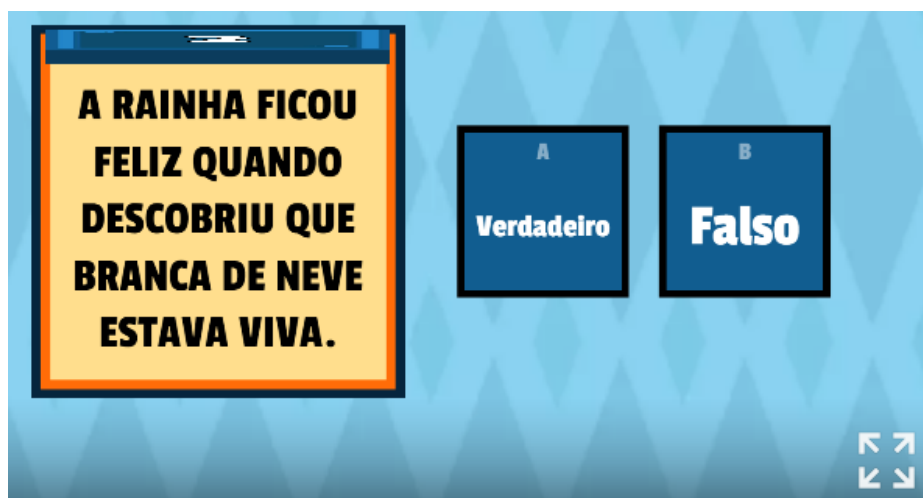 A RAINHA FICOU
FELIZ QUANDO
DESCOBRIU QUE
BRANCA DE NEVE
ESTAVA VIVA.
A
Verdadeiro
B
Falso